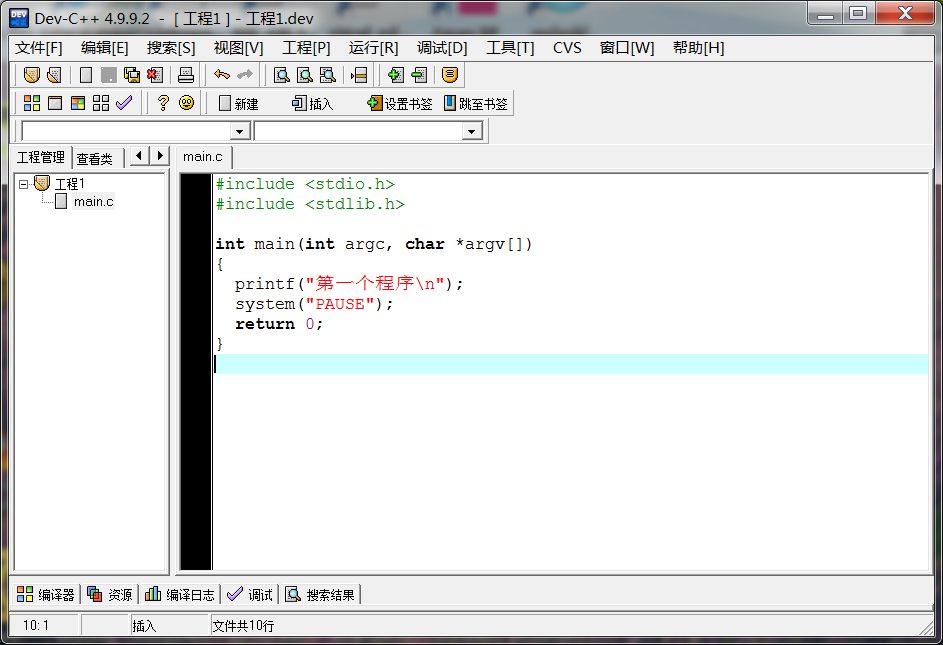 Dev-C++ 4.9.9.2 - [ 工程1 ] - 工程1.dev
文件[F] 编辑[E] 搜索[S] 视图[V] 工程[P] 运行[R] 调试[D] 工具[T] CVS 窗口[W] 帮助[H]
新建 插入 设置书签 跳至书签
工程管理 查看类 main.c
工程1
main.c
#include <stdio.h>
#include <stdlib.h>
int main(int argc, char *argv[])
{
printf("第一个程序\n");
system("PAUSE");
return 0;
}
编译器 资源 编译日志 调试 搜索结果
10: 1 插入 文件共10行